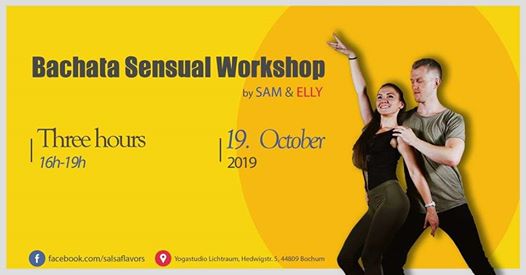 Bachata Sensual Workshop
by SAM & ELLY
Three hours
16h-19h
19. October
2019
facebook.com/salsaflavors
Yogastudio Lichtraum, Hedwigstr. 5, 44809 Bochum